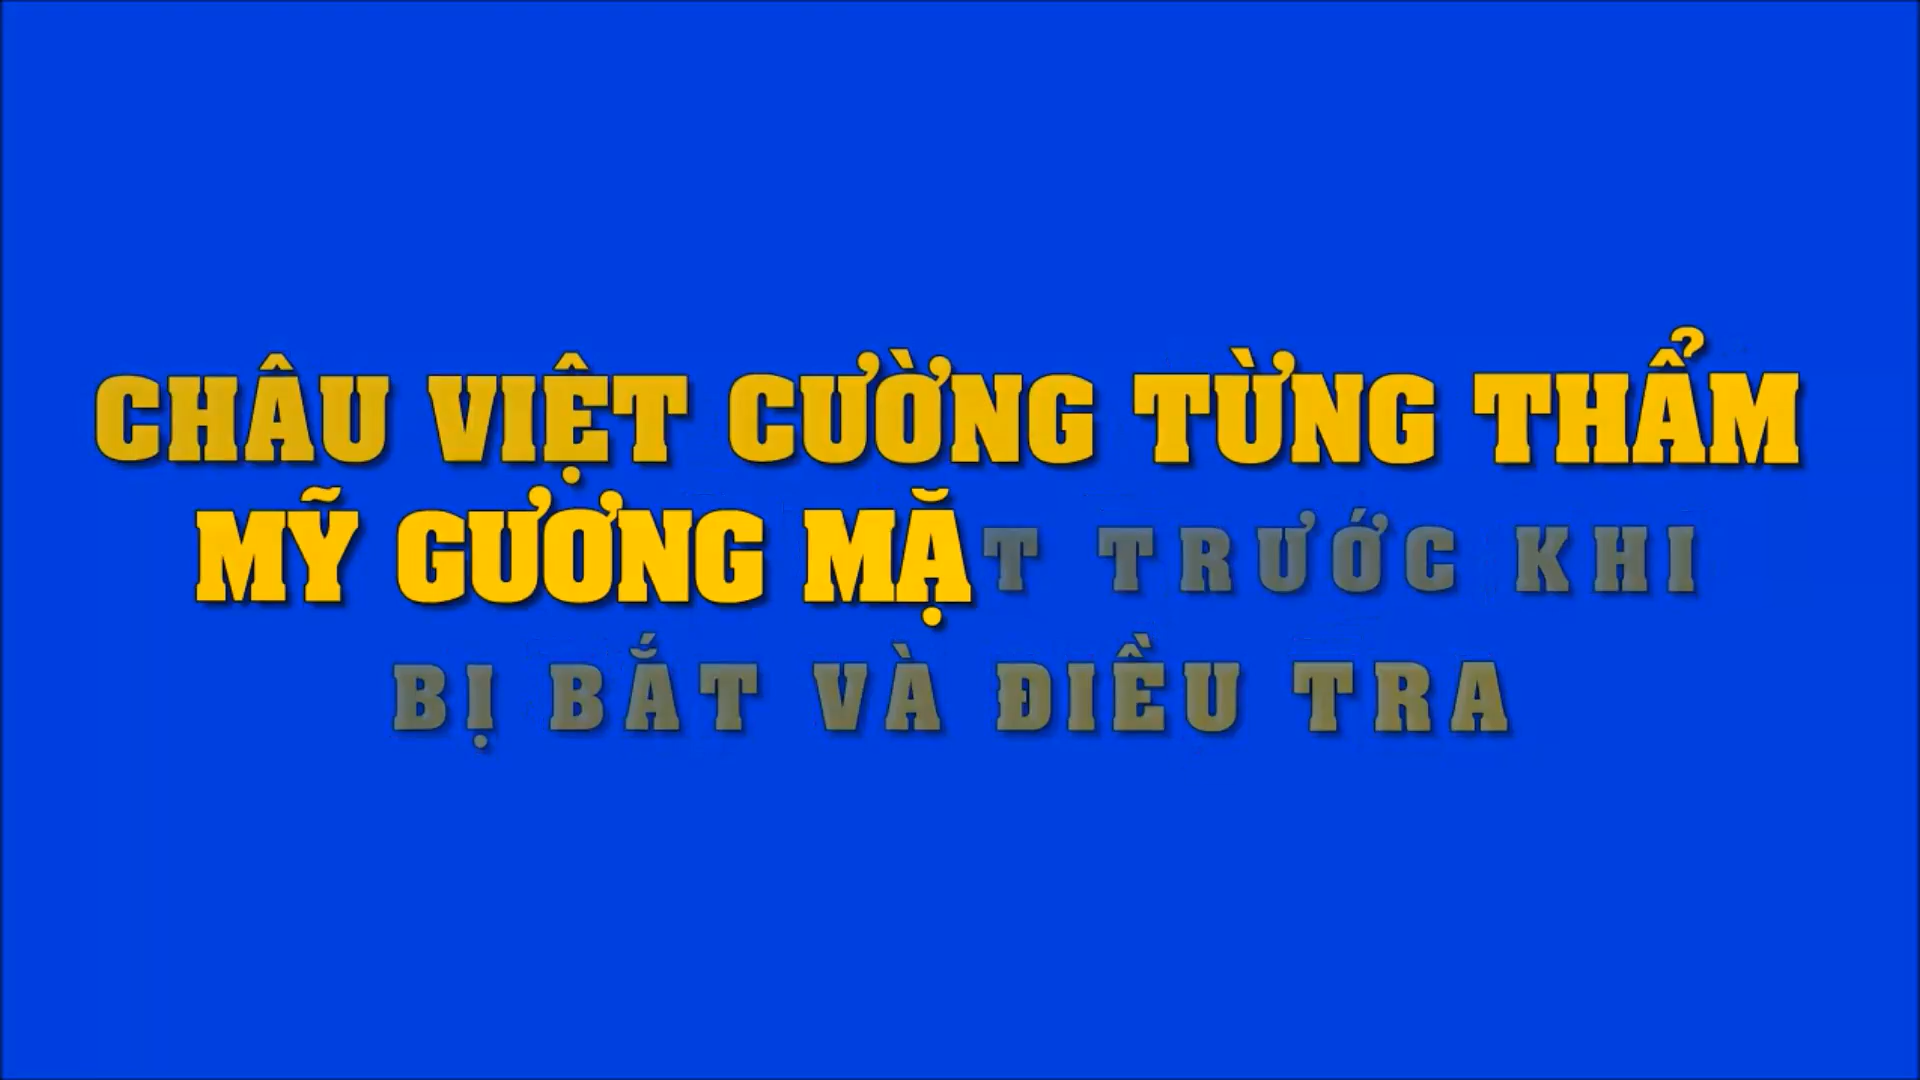 CHÂU VIỆT CƯỜNG TỪNG THẨM
MỸ GƯƠNG MẶT TRƯỚC KHI
BỊ BẮT VÀ ĐIỀU TRA